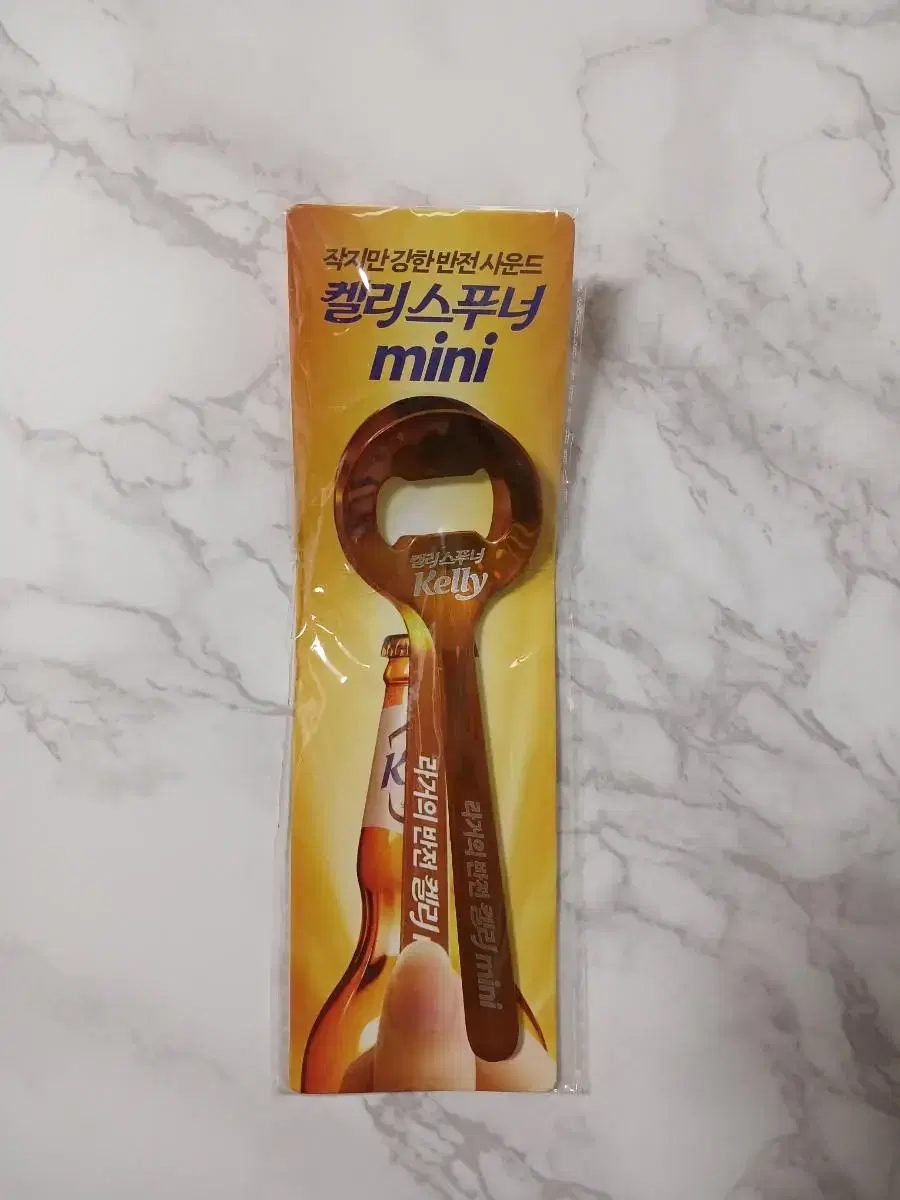 작지만 강한 반전 사운드
켈리 스푸너
mini
켈리 스푸너
Kelly
K
라거의 반전 켈리
라거의 반전 켈리 mini